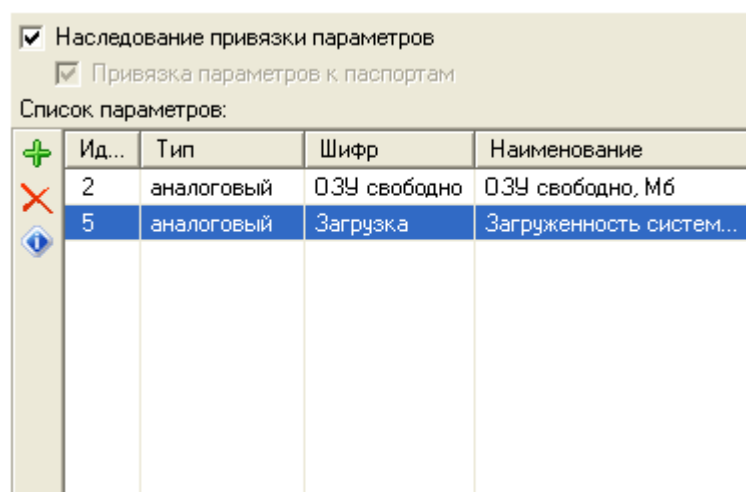 Наследование привязки параметров
Привязка параметров к паспортам
Список параметров:
Ид... Тип Шифр Наименование
2 аналоговый ОЗУ свободно ОЗУ свободно, Мб
5 аналоговый Загрузка Загруженность систем...